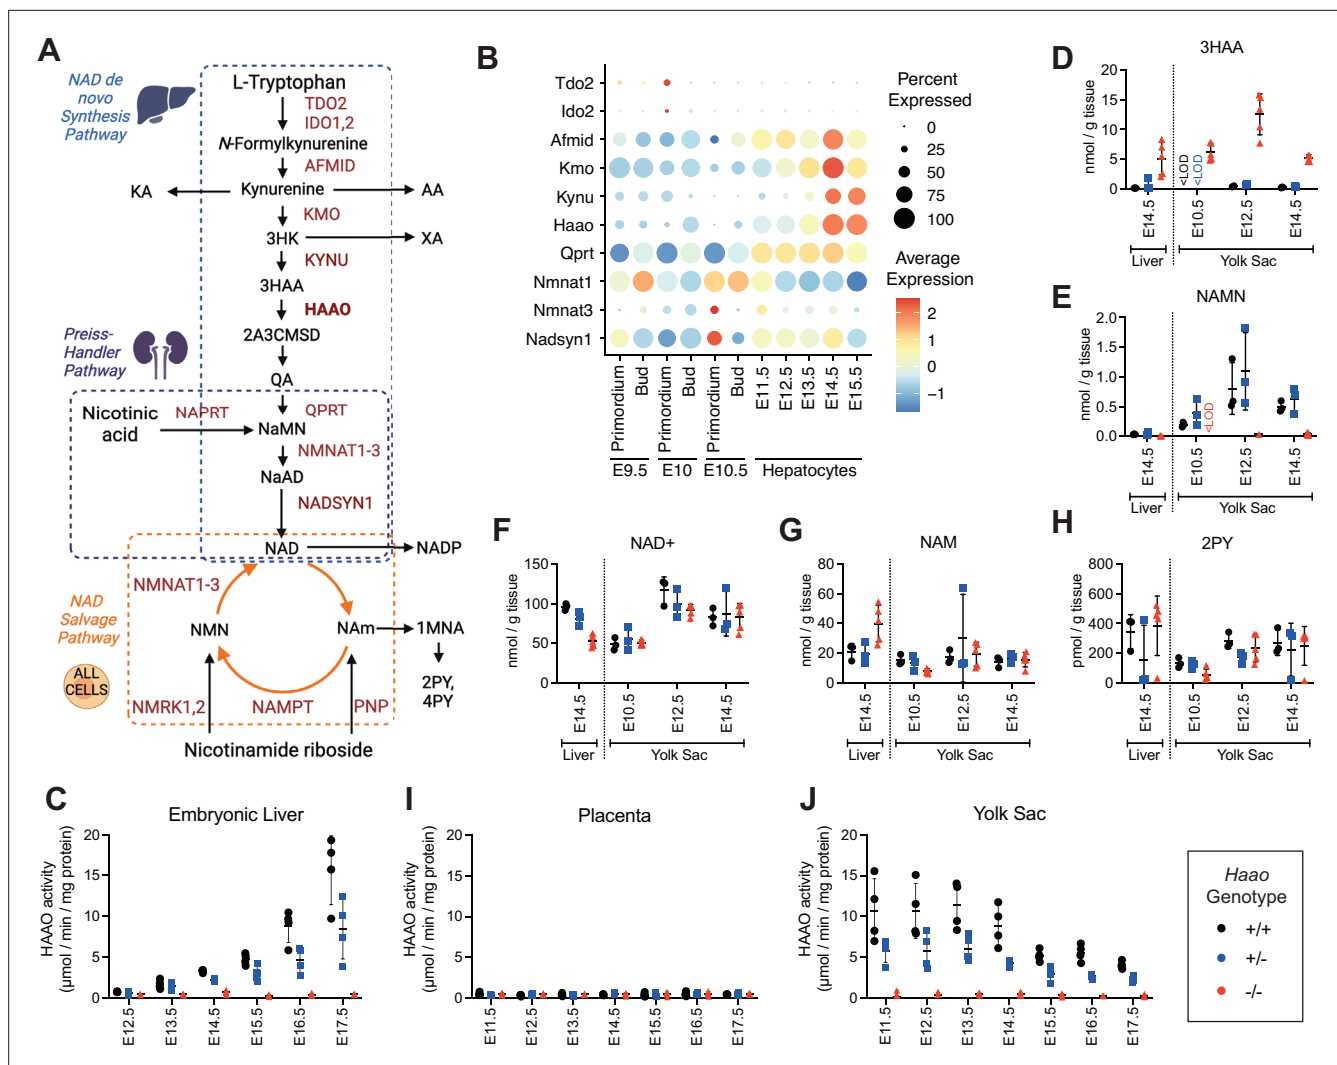 A
NAD de
novo
Synthesis
Pathway
L-Tryptophan
TDO2
IDO1,2
N-Formylkynurenine
AFMID
KA
Kynurenine
AA
KMO
3HK
XA
KYNU
3HAA
HAAO
2A3CMSD
Preiss-
Handler
Pathway
QA
Nicotinic
acid
NAPRT
QPRT
NaMN
NMNAT1-3
NaAD
NADSYN1
NAD
NADP
NMNAT1-3
NAD
Salvage
Pathway
NMN
NAm
1MNA
ALL
CELLS
2PY,
4PY
NMRK1,2
NAMPT
PNP
Nicotinamide riboside
B
Tdo2
Ido2
Afmid
Kmo
Kynu
Haao
Qprt
Nmnat1
Nmnat3
Nadsyn1
Primordium
Bud
Primordium
Bud
Primordium
Bud
E11.5
E12.5
E13.5
E14.5
E15.5
E9.5
E10
E10.5
Hepatocytes
Percent
Expressed
0
25
50
75
100
Average
Expression
2
1
0
−1
D
3HAA
nmol / g tissue
20
15
10
5
0
<LOD
<LOD
E14.5
E10.5
E12.5
E14.5
Liver
Yolk Sac
E
NAMN
nmol / g tissue
2.0
1.5
1.0
0.5
0.0
<LOD
E14.5
E10.5
E12.5
E14.5
Liver
Yolk Sac
F
NAD+
nmol / g tissue
150
100
50
0
E14.5
E10.5
E12.5
E14.5
Liver
Yolk Sac
G
NAM
nmol / g tissue
80
60
40
20
0
E14.5
E10.5
E12.5
E14.5
Liver
Yolk Sac
H
2PY
pmol / g tissue
800
600
400
200
0
E14.5
E10.5
E12.5
E14.5
Liver
Yolk Sac
C
Embryonic Liver
HAAO activity
(μmol / min / mg protein)
20
15
10
5
0
E12.5
E13.5
E14.5
E15.5
E16.5
E17.5
I
Placenta
HAAO activity
(μmol / min / mg protein)
20
15
10
5
0
E11.5
E12.5
E13.5
E14.5
E15.5
E16.5
E17.5
J
Yolk Sac
HAAO activity
(μmol / min / mg protein)
20
15
10
5
0
E11.5
E12.5
E13.5
E14.5
E15.5
E16.5
E17.5
Haao
Genotype
+/+
+/-
-/-